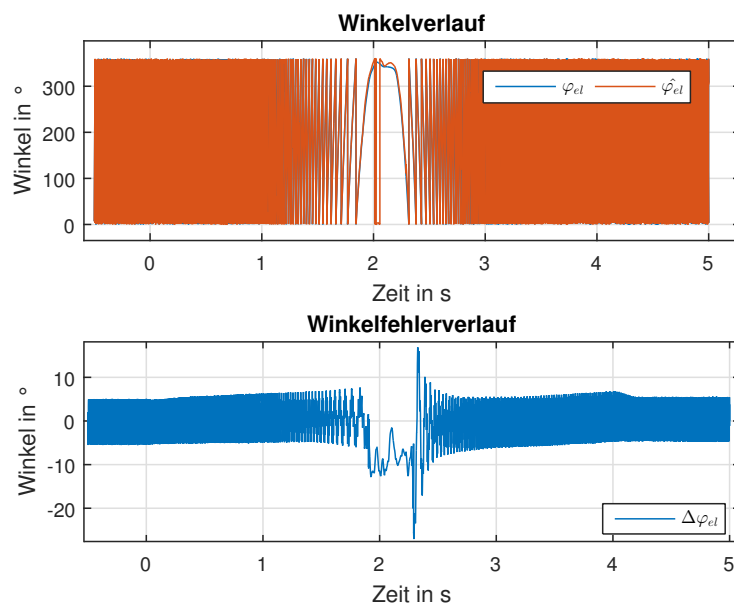 Winkelverlauf
Winkel in °
300
200
100
0
φ_el φ̂_el
0 1 2 3 4 5
Zeit in s
Winkelfehlerverlauf
Winkel in °
10
0
-10
-20
Δφ_el
0 1 2 3 4 5
Zeit in s